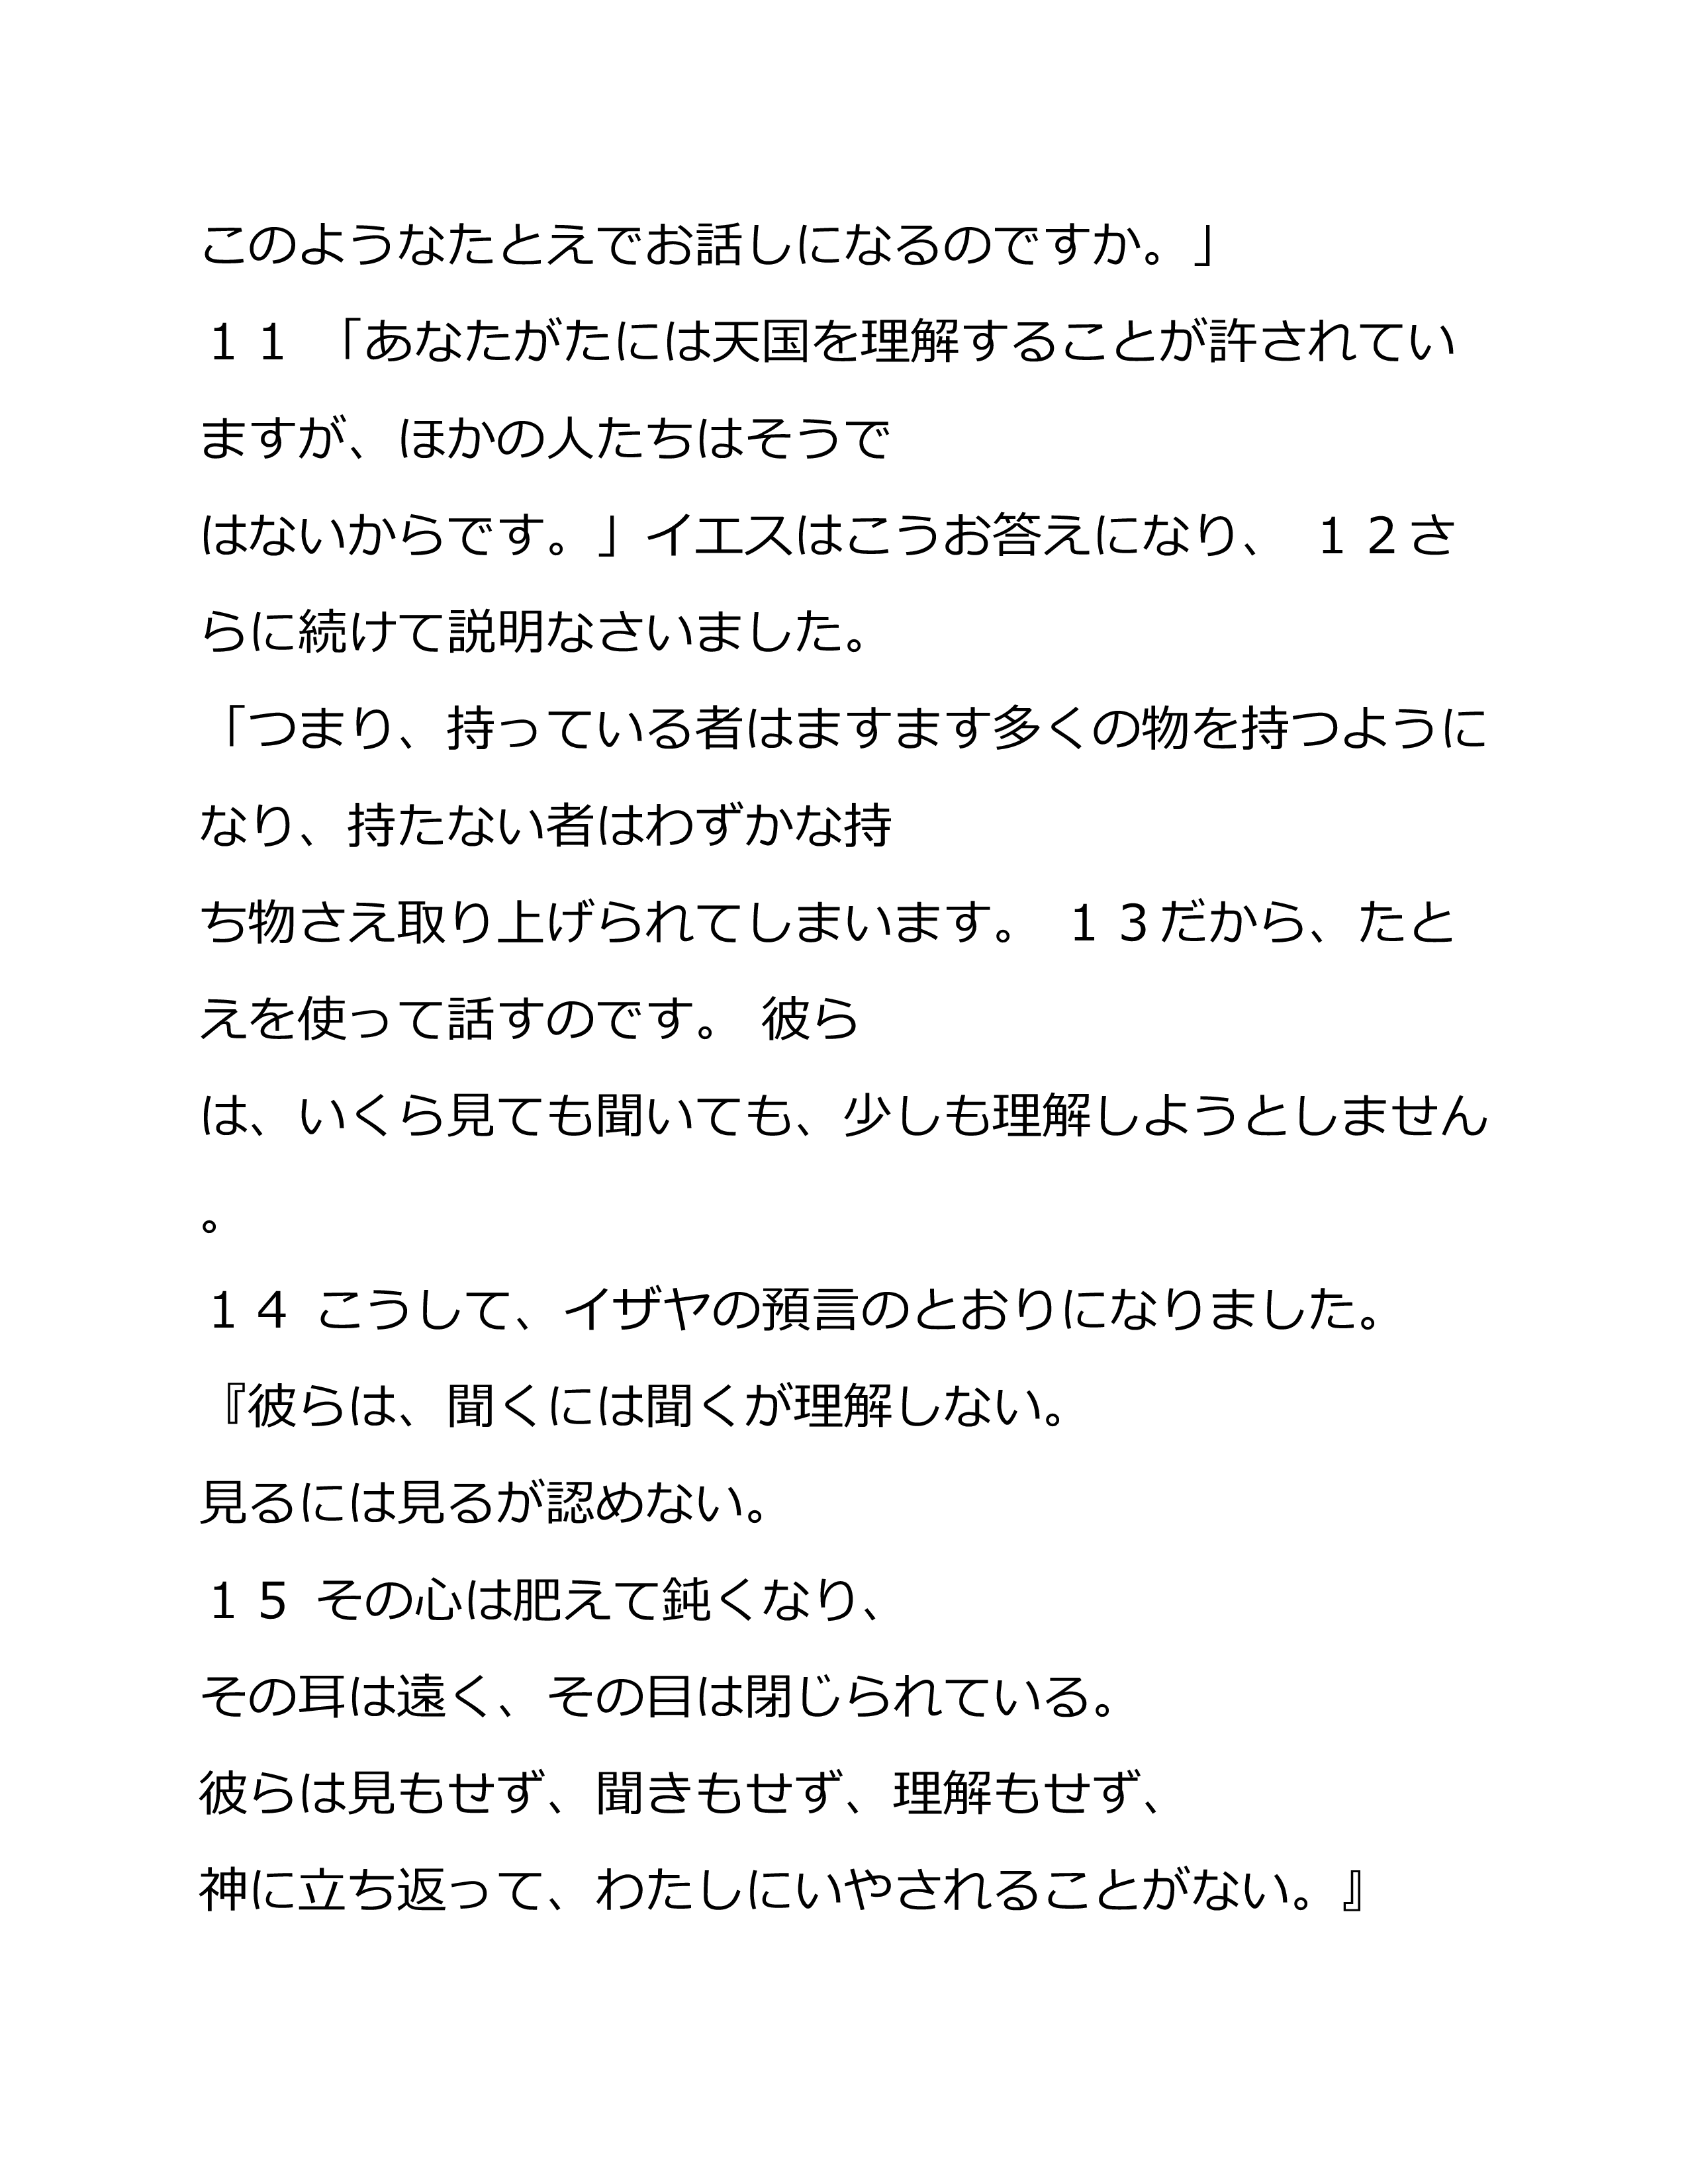 このようなたとえでお話しになるのですか。」
１１ 「あなたがたには天国を理解することが許されてい
ますが、ほかの人たちはそうで
はないからです。」イエスはこうお答えになり、 １２さ
らに続けて説明なさいました。
「つまり、持っている者はますます多くの物を持つように
なり、持たない者はわずかな持
ち物さえ取り上げられてしまいます。 １３だから、たと
えを使って話すのです。 彼ら
は、いくら見ても聞いても、少しも理解しようとしません
。
１４ こうして、イザヤの預言のとおりになりました。
『彼らは、聞くには聞くが理解しない。
見るには見るが認めない。
１５ その心は肥えて鈍くなり、
その耳は遠く、その目は閉じられている。
彼らは見もせず、聞きもせず、理解もせず、
神に立ち返って、わたしにいやされることがない。』